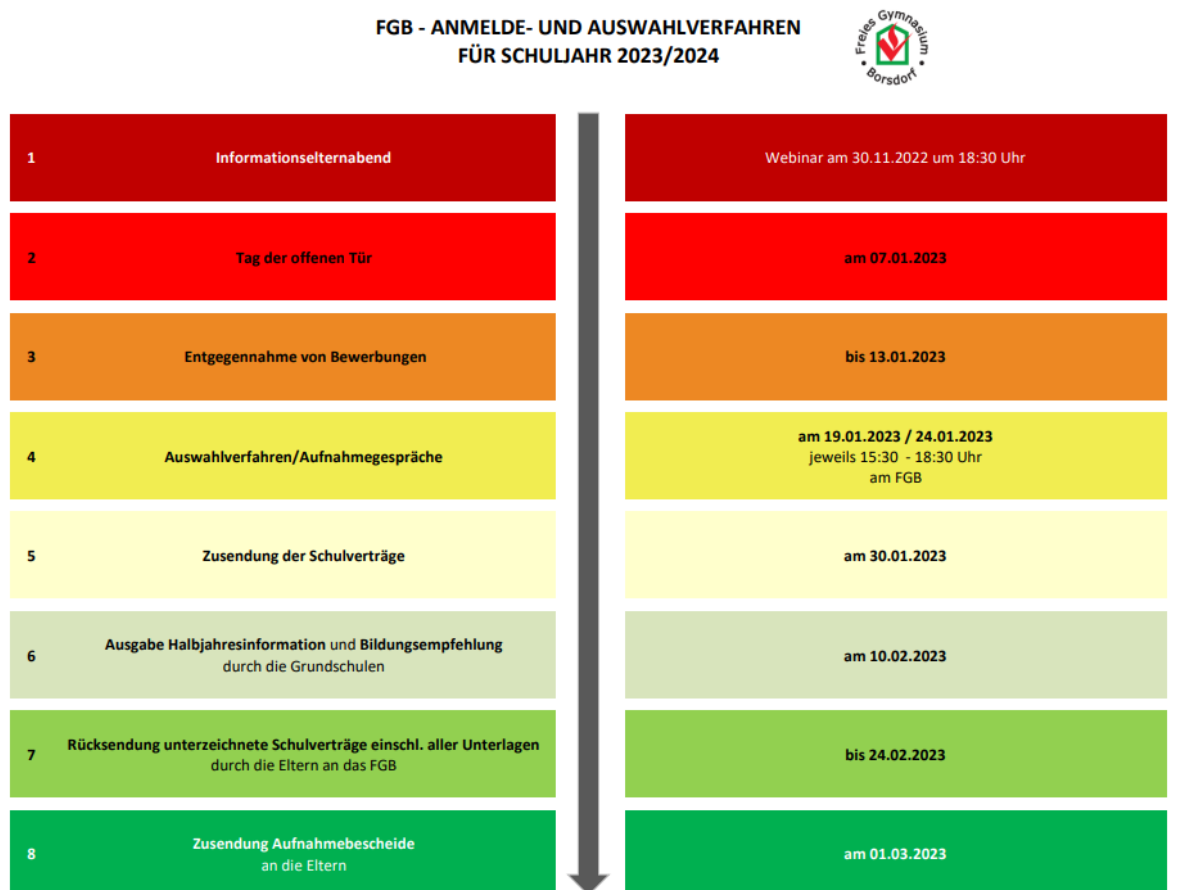 FGB - ANMELDE- UND AUSWAHLVERFAHREN
FÜR SCHULJAHR 2023/2024
Freies Gymnasium
Borsdorf
1 Informationselternabend Webinar am 30.11.2022 um 18:30 Uhr
2 Tag der offenen Tür am 07.01.2023
3 Entgegennahme von Bewerbungen bis 13.01.2023
4 Auswahlverfahren/Aufnahmegespräche
am 19.01.2023 / 24.01.2023
jeweils 15:30 - 18:30 Uhr
am FGB
5 Zusendung der Schulverträge am 30.01.2023
6 Ausgabe Halbjahresinformation und Bildungsempfehlung
durch die Grundschulen
am 10.02.2023
7 Rücksendung unterzeichnete Schulverträge einschl. aller Unterlagen
durch die Eltern an das FGB
bis 24.02.2023
8 Zusendung Aufnahmebescheide
an die Eltern
am 01.03.2023